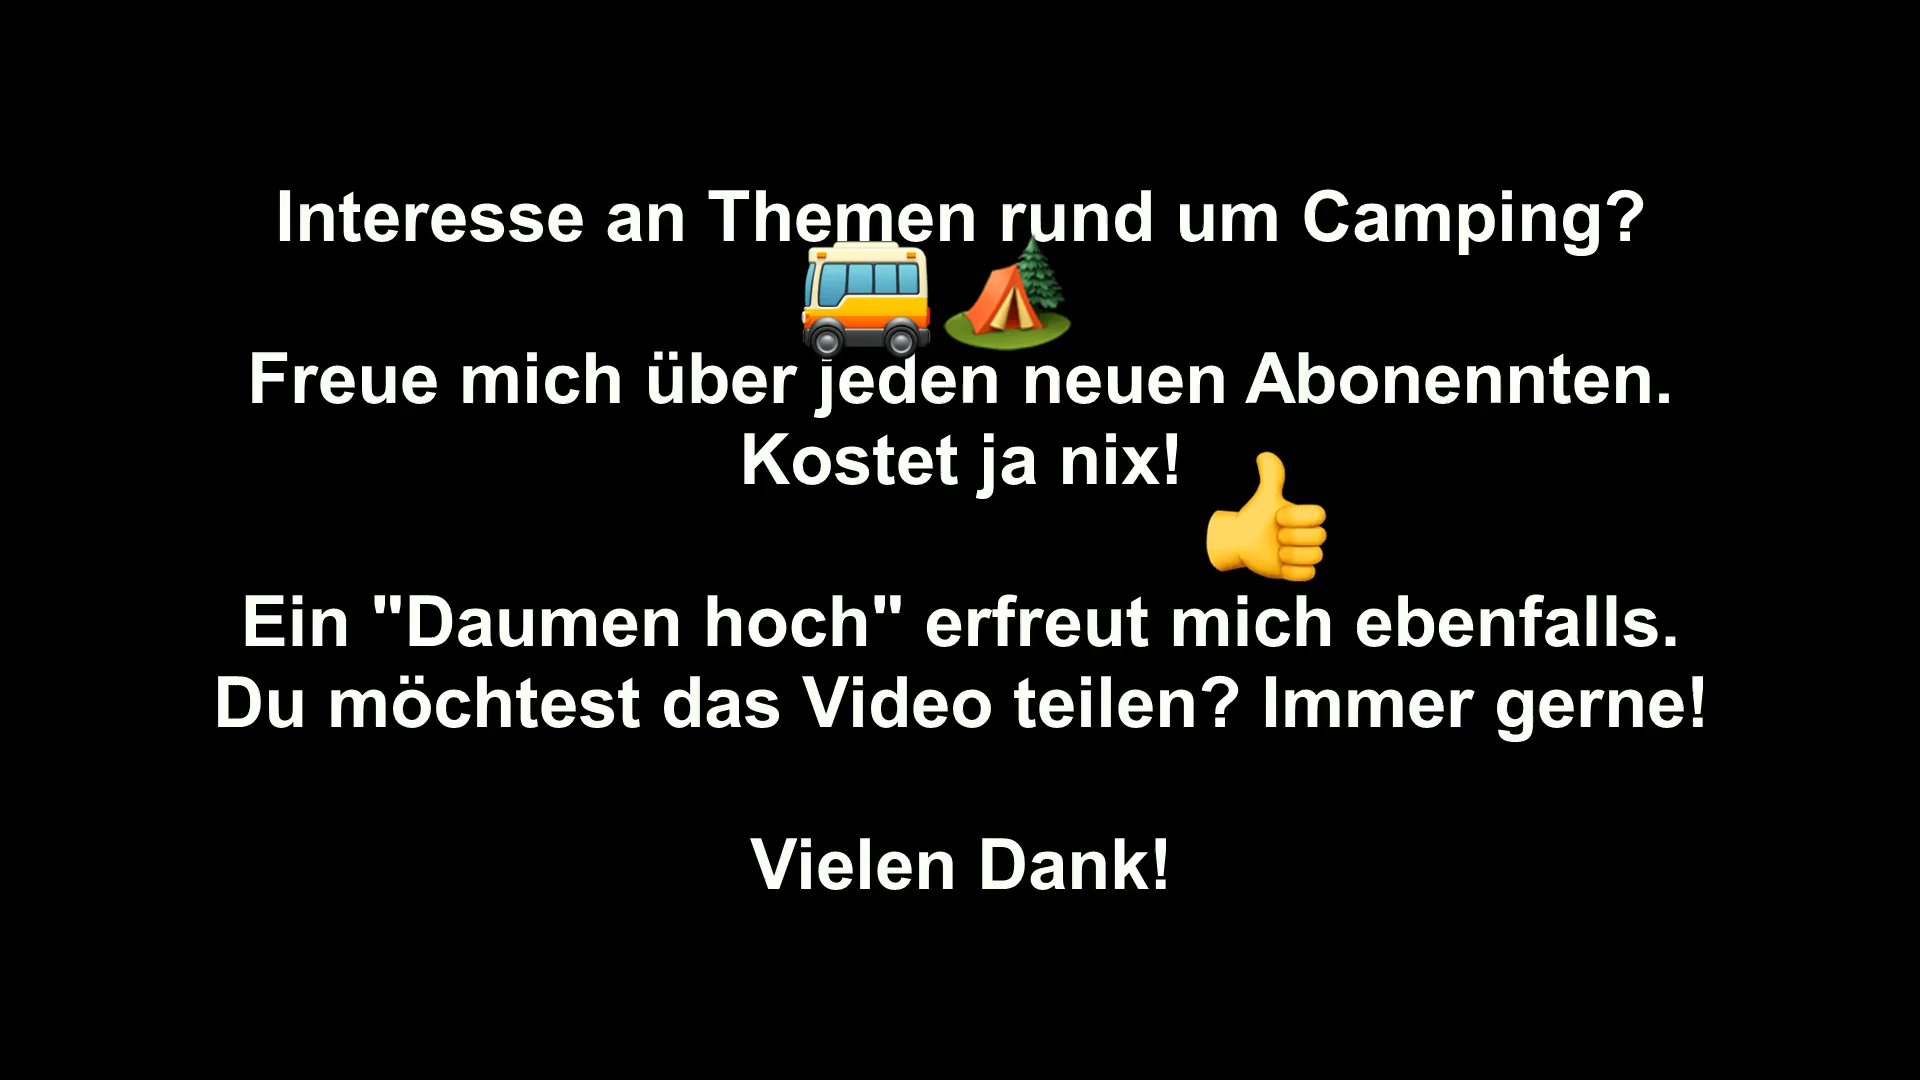 Interesse an Themen rund um Camping?
Freue mich über jeden neuen Abonennten.
Kostet ja nix!
Ein "Daumen hoch" erfreut mich ebenfalls.
Du möchtest das Video teilen? Immer gerne!
Vielen Dank!